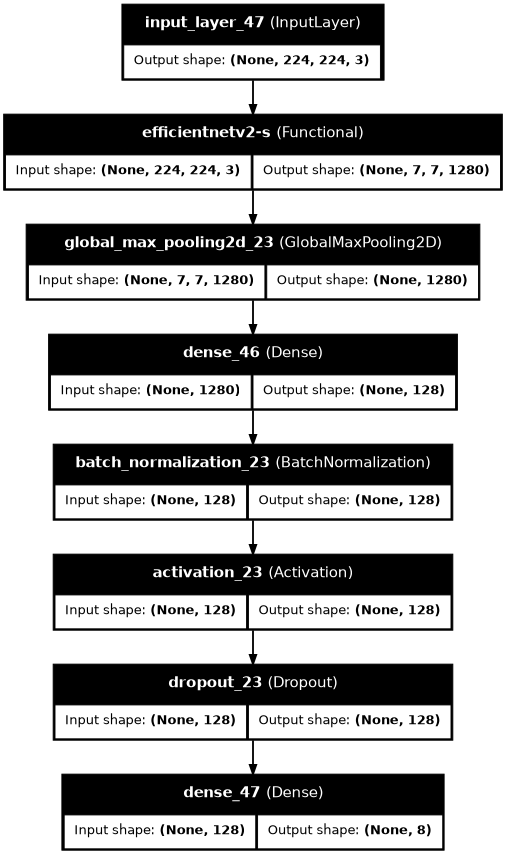 input_layer_47 (InputLayer)
Output shape: (None, 224, 224, 3)
efficientnetv2-s (Functional)
Input shape: (None, 224, 224, 3) Output shape: (None, 7, 7, 1280)
global_max_pooling2d_23 (GlobalMaxPooling2D)
Input shape: (None, 7, 7, 1280) Output shape: (None, 1280)
dense_46 (Dense)
Input shape: (None, 1280) Output shape: (None, 128)
batch_normalization_23 (BatchNormalization)
Input shape: (None, 128) Output shape: (None, 128)
activation_23 (Activation)
Input shape: (None, 128) Output shape: (None, 128)
dropout_23 (Dropout)
Input shape: (None, 128) Output shape: (None, 128)
dense_47 (Dense)
Input shape: (None, 128) Output shape: (None, 8)